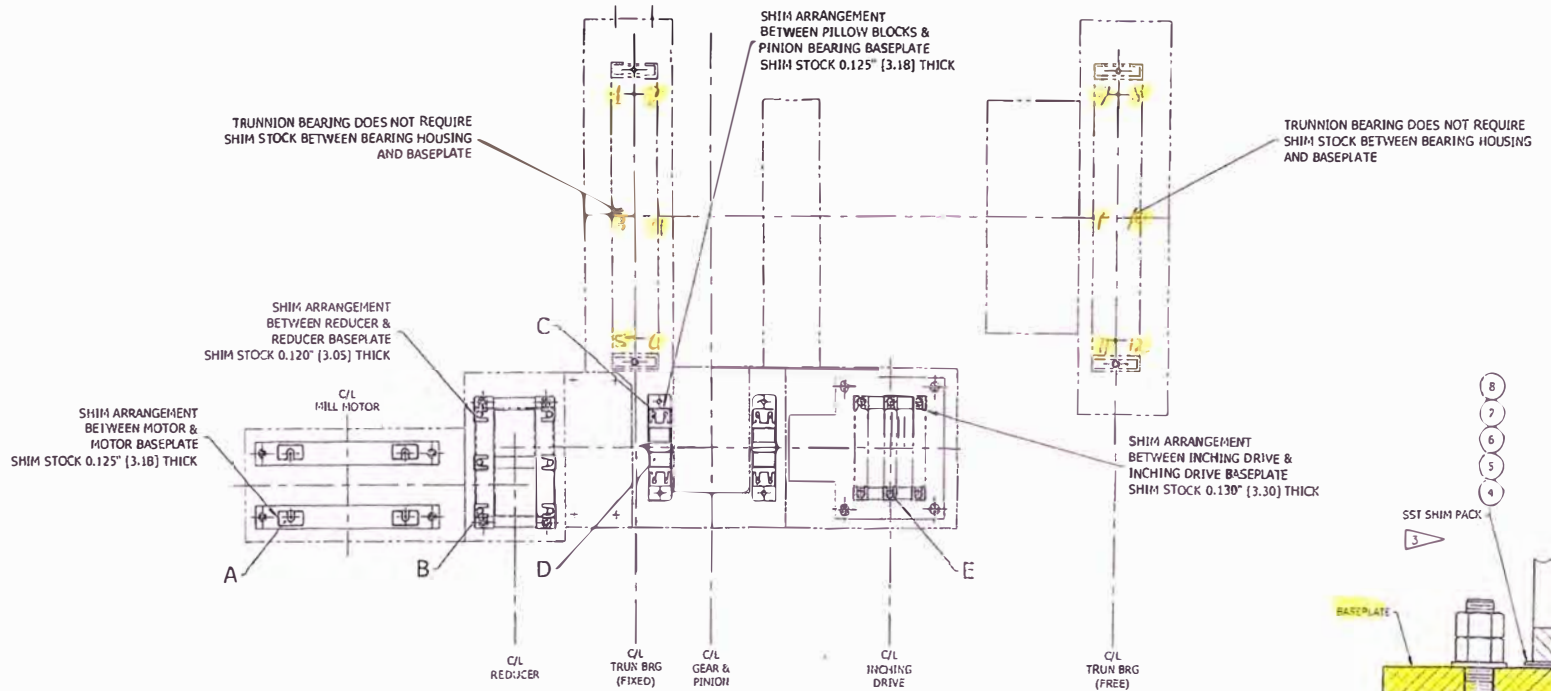 SHIM ARRANGEMENT
BETWEEN PILLOW BLOCKS &
PINION BEARING BASEPLATE
SHIM STOCK 0.125" [3.18] THICK
TRUNNION BEARING DOES NOT REQUIRE
SHIM STOCK BETWEEN BEARING HOUSING
AND BASEPLATE
TRUNNION BEARING DOES NOT REQUIRE
SHIM STOCK BETWEEN BEARING HOUSING
AND BASEPLATE
SHIM ARRANGEMENT
BETWEEN REDUCER &
REDUCER BASEPLATE
SHIM STOCK 0.120" [3.05] THICK
C
C/L
MILL MOTOR
SHIM ARRANGEMENT
BETWEEN MOTOR &
MOTOR BASEPLATE
SHIM STOCK 0.125" [3.18] THICK
SHIM ARRANGEMENT
BETWEEN INCHING DRIVE &
INCHING DRIVE BASEPLATE
SHIM STOCK 0.130" [3.30] THICK
A
B
D
E
8
7
6
5
4
SST SHIM PACK
3
BASEPLATE
C/L
REDUCER
C/L
TRUN BRG
(FIXED)
C/L
GEAR &
PINION
C/L
INCHING
DRIVE
C/L
TRUN BRG
(FREE)